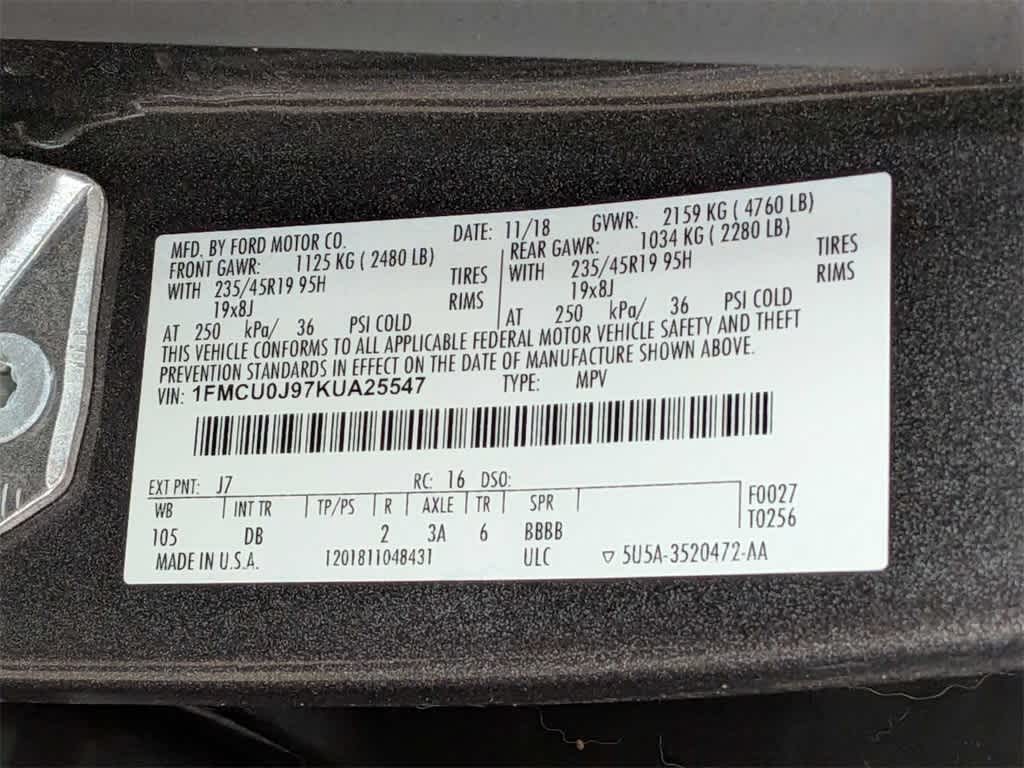 MFD. BY FORD MOTOR CO. DATE: 11/18 GVWR: 2159 KG ( 4760 LB)
FRONT GAWR: 1125 KG ( 2480 LB) REAR GAWR: 1034 KG ( 2280 LB)
WITH 235/45R19 95H TIRES WITH 235/45R19 95H TIRES
19x8J RIMS 19x8J RIMS
AT 250 kPa/ 36 PSI COLD AT 250 kPa/ 36 PSI COLD
THIS VEHICLE CONFORMS TO ALL APPLICABLE FEDERAL MOTOR VEHICLE SAFETY AND THEFT
PREVENTION STANDARDS IN EFFECT ON THE DATE OF MANUFACTURE SHOWN ABOVE.
VIN: 1FMCU0J97KUA25547 TYPE: MPV
EXT PNT: J7 RC: 16 DSO:
WB INT TR TP/PS R AXLE TR SPR F0027
105 DB 2 3A 6 BBBB T0256
MADE IN U.S.A. 1201811048431 ULC ▽ 5U5A-3520472-AA